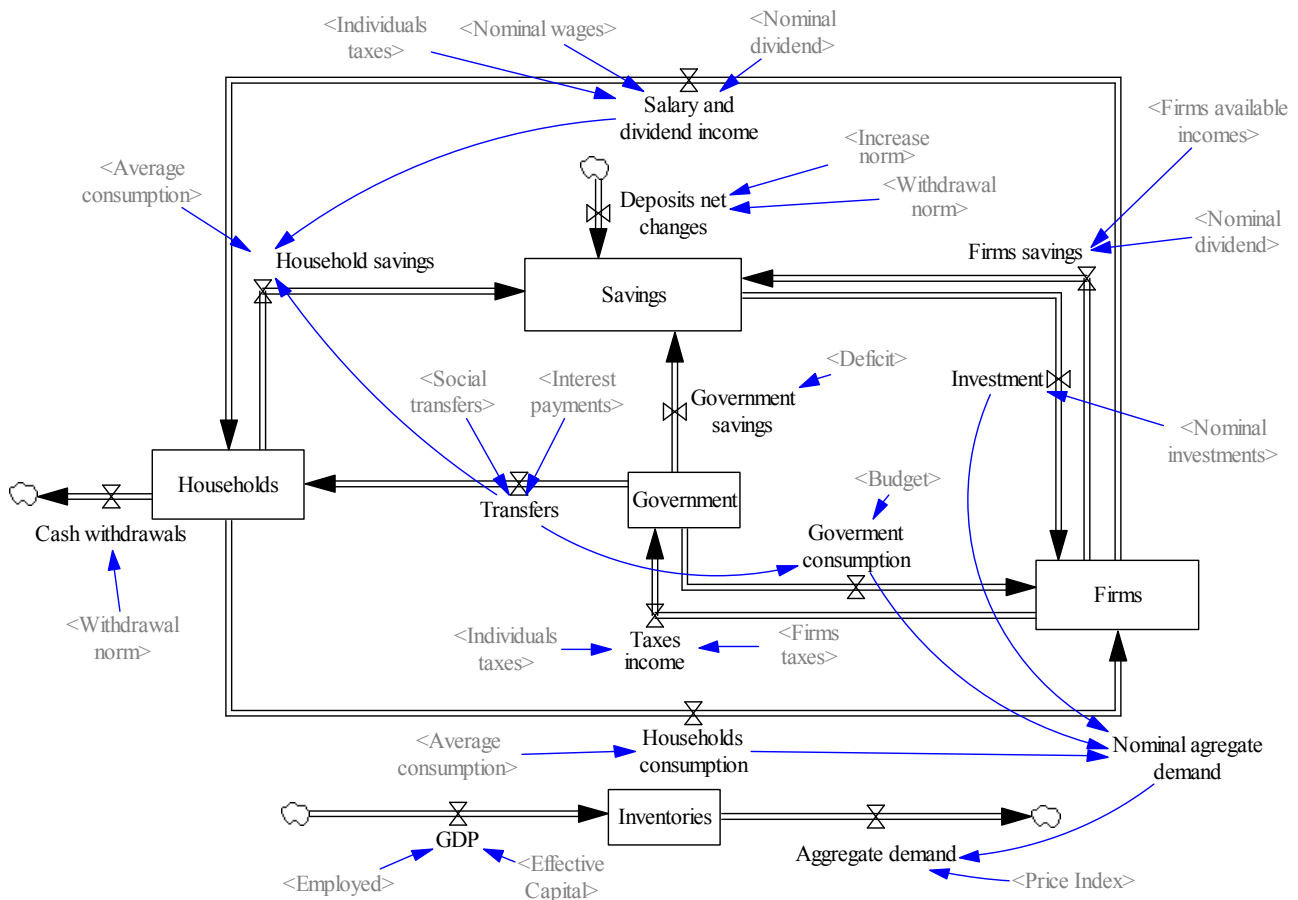 <Individuals
taxes>
<Nominal wages>
<Nominal
dividend>
Salary and
dividend income
<Firms available
incomes>
<Average
consumption>
<Increase
norm>
Deposits net
changes
<Withdrawal
norm>
<Nominal
dividend>
Household savings
Firms savings
Savings
<Social
transfers>
<Interest
payments>
<Deficit>
Government
savings
Investment
<Nominal
investments>
Households
Transfers
Government
<Budget>
Goverment
consumption
Cash withdrawals
<Withdrawal
norm>
Firms
<Individuals
taxes>
Taxes
income
<Firms
taxes>
<Average
consumption>
Households
consumption
Nominal agregate
demand
Inventories
GDP
<Employed>
<Effective
Capital>
Aggregate demand
<Price Index>